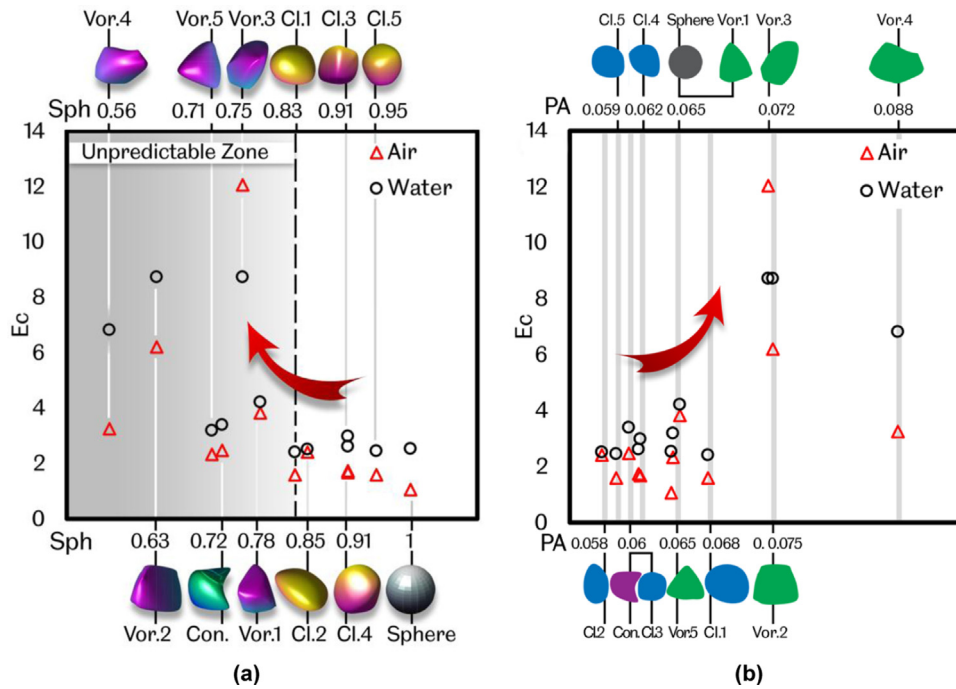 Vor.4 Vor.5 Vor.3 Cl.1 Cl.3 Cl.5
Sph 0.56 0.71 0.75 0.83 0.91 0.95
14
Unpredictable Zone
Air
Water
12
10
8
6
4
2
0
Ec
Sph 0.63 0.72 0.78 0.85 0.91 1
Vor.2 Con. Vor.1 Cl.2 Cl.4 Sphere
(a)
Cl.5 Cl.4 Sphere Vor.1 Vor.3 Vor.4
PA 0.059 0.062 0.065 0.072 0.088
14
Air
Water
12
10
8
6
4
2
0
Ec
PA 0.058 0.06 0.065 0.068 0.0075
Cl.2 Con. Cl3 Vor.5 Cl.1 Vor.2
(b)